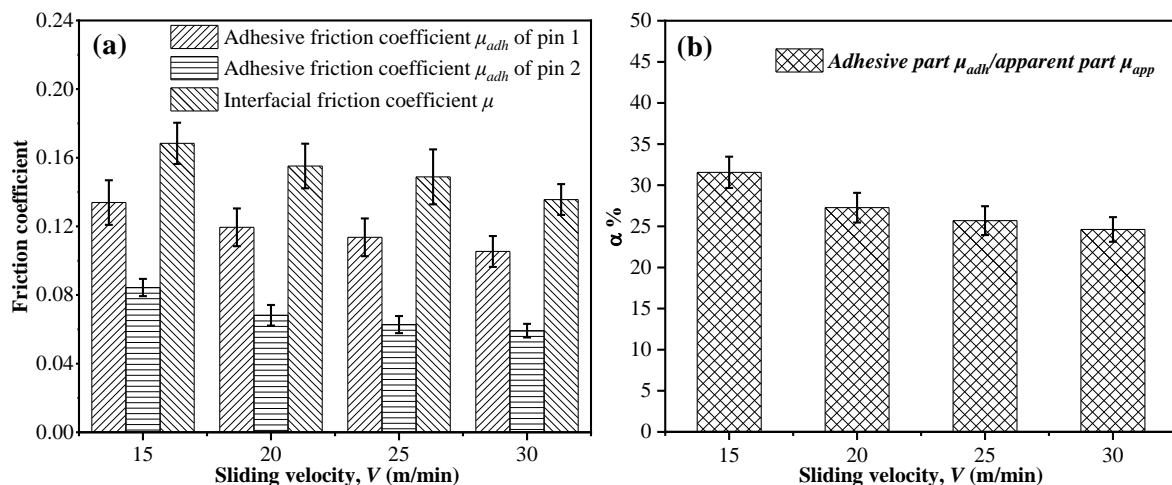 (a)
Adhesive friction coefficient μadh of pin 1
Adhesive friction coefficient μadh of pin 2
Interfacial friction coefficient μ
Friction coefficient
0.24
0.20
0.16
0.12
0.08
0.04
0.00
15
20
25
30
Sliding velocity, V (m/min)
(b)
Adhesive part μadh/apparent part μapp
α %
50
45
40
35
30
25
20
15
10
5
0
15
20
25
30
Sliding velocity, V (m/min)